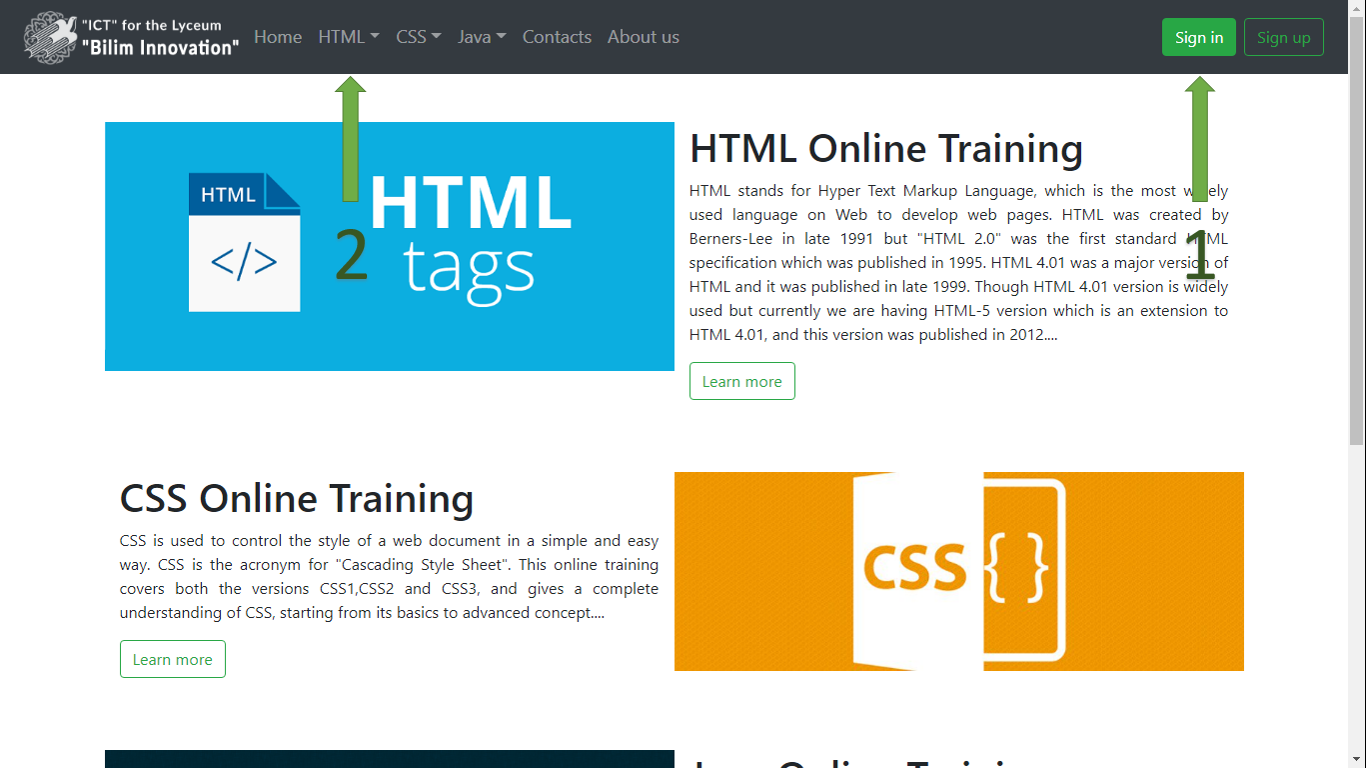 "ICT" for the Lyceum
"Bilim Innovation"
Home HTML CSS Java Contacts About us
Sign in Sign up
HTML
</>
HTML
tags
2
HTML Online Training
HTML stands for Hyper Text Markup Language, which is the most widely
used language on Web to develop web pages. HTML was created by
Berners-Lee in late 1991 but "HTML 2.0" was the first standard HTML
specification which was published in 1995. HTML 4.01 was a major version of
HTML and it was published in late 1999. Though HTML 4.01 version is widely
used but currently we are having HTML-5 version which is an extension to
HTML 4.01, and this version was published in 2012....
1
Learn more
CSS Online Training
CSS is used to control the style of a web document in a simple and easy
way. CSS is the acronym for "Cascading Style Sheet". This online training
covers both the versions CSS1,CSS2 and CSS3, and gives a complete
understanding of CSS, starting from its basics to advanced concept....
Learn more
CSS {}
Online Training